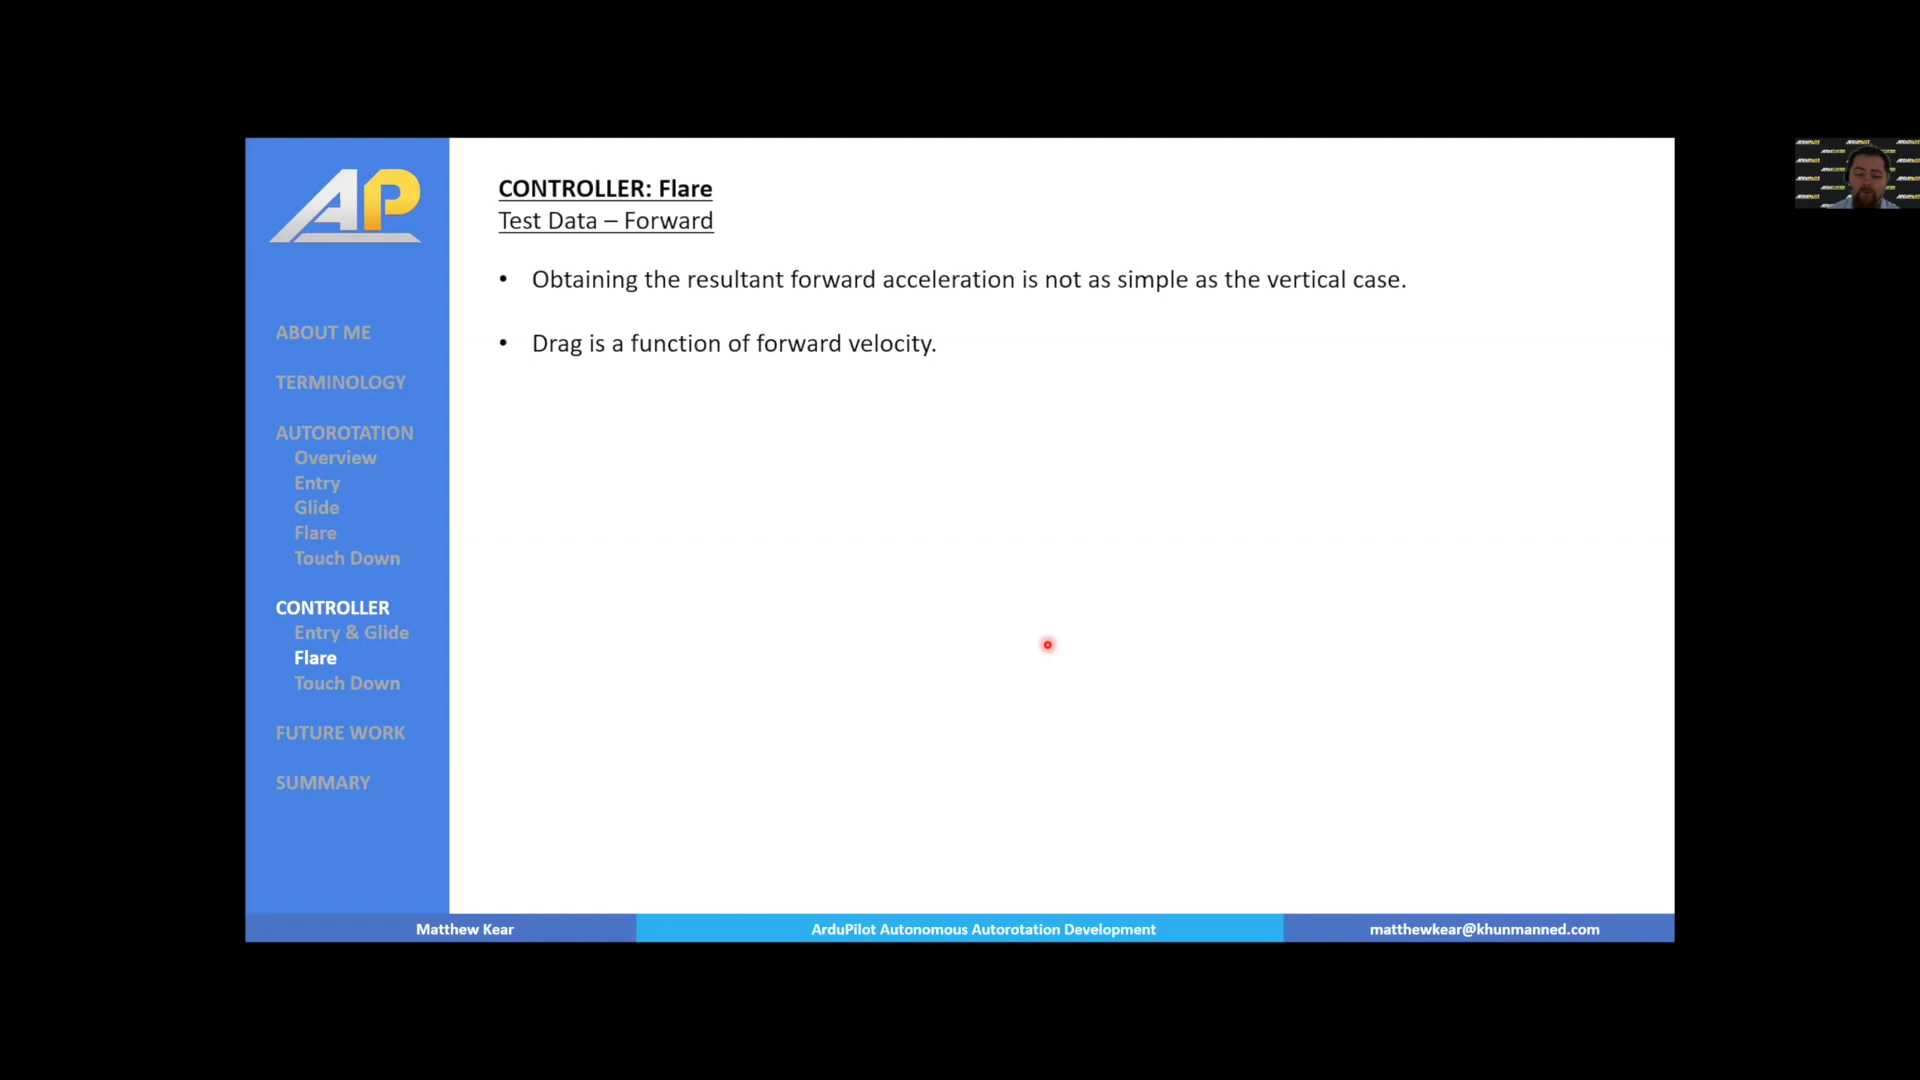 AP
ABOUT ME
TERMINOLOGY
AUTOROTATION
Overview
Entry
Glide
Flare
Touch Down
CONTROLLER
Entry & Glide
Flare
Touch Down
FUTURE WORK
SUMMARY
CONTROLLER: Flare
Test Data – Forward
• Obtaining the resultant forward acceleration is not as simple as the vertical case.
• Drag is a function of forward velocity.
Matthew Kear
ArduPilot Autonomous Autorotation Development
matthewkear@khunmanned.com